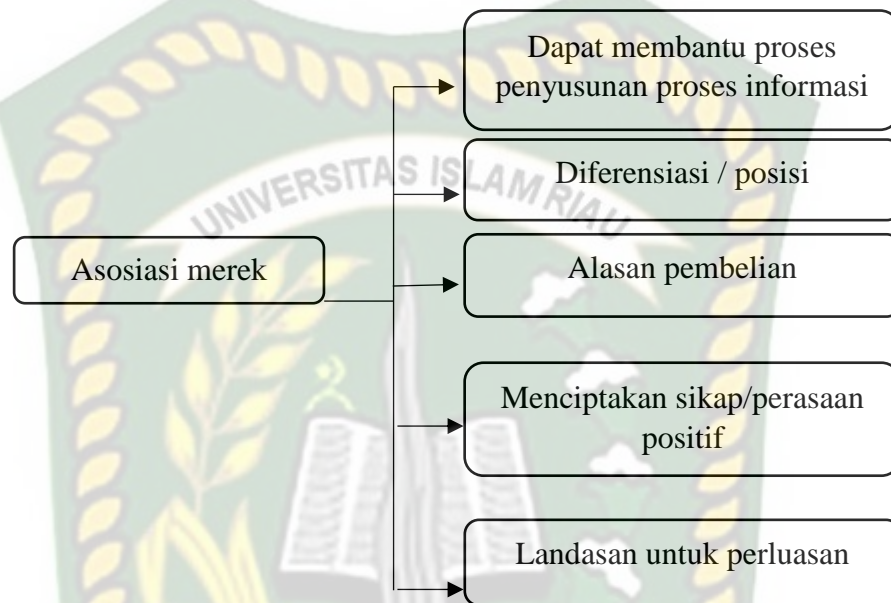 UNIVERSITAS ISLAM RIAU
Asosiasi merek
Dapat membantu proses
penyusunan proses informasi
Diferensiasi / posisi
Alasan pembelian
Menciptakan sikap/perasaan
positif
Landasan untuk perluasan